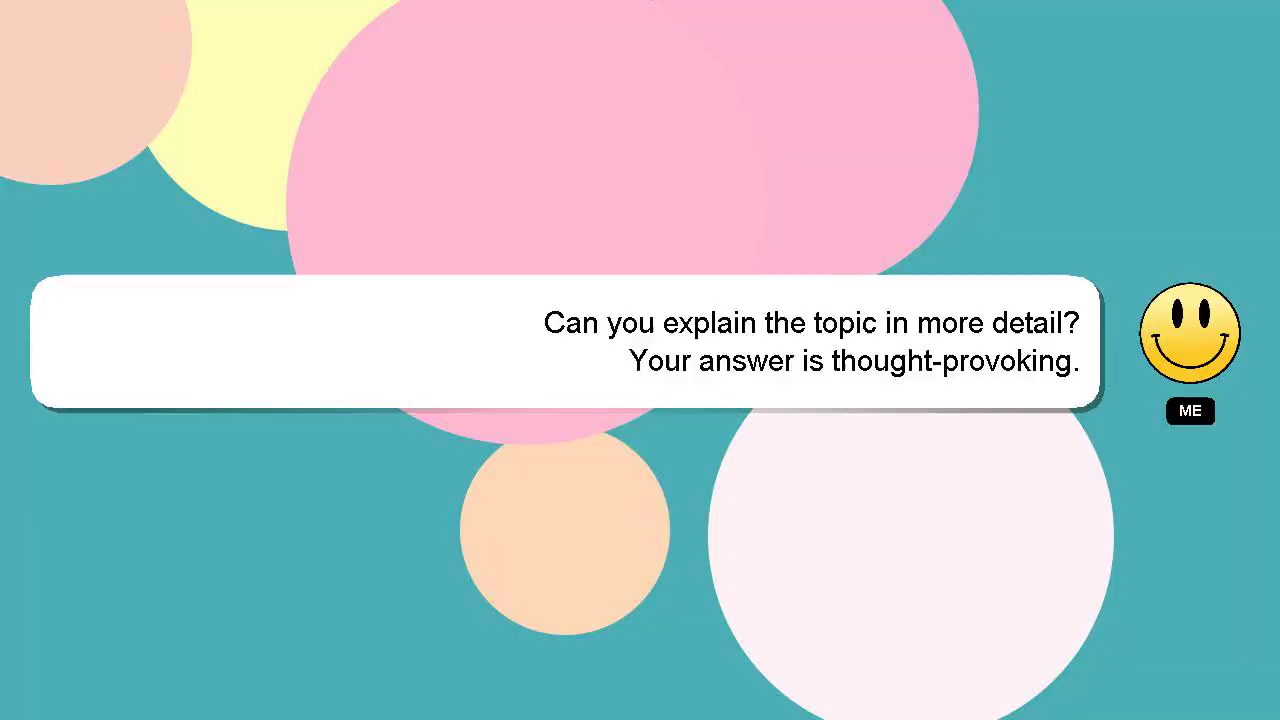 Can you explain the topic in more detail?
Your answer is thought-provoking.
ME